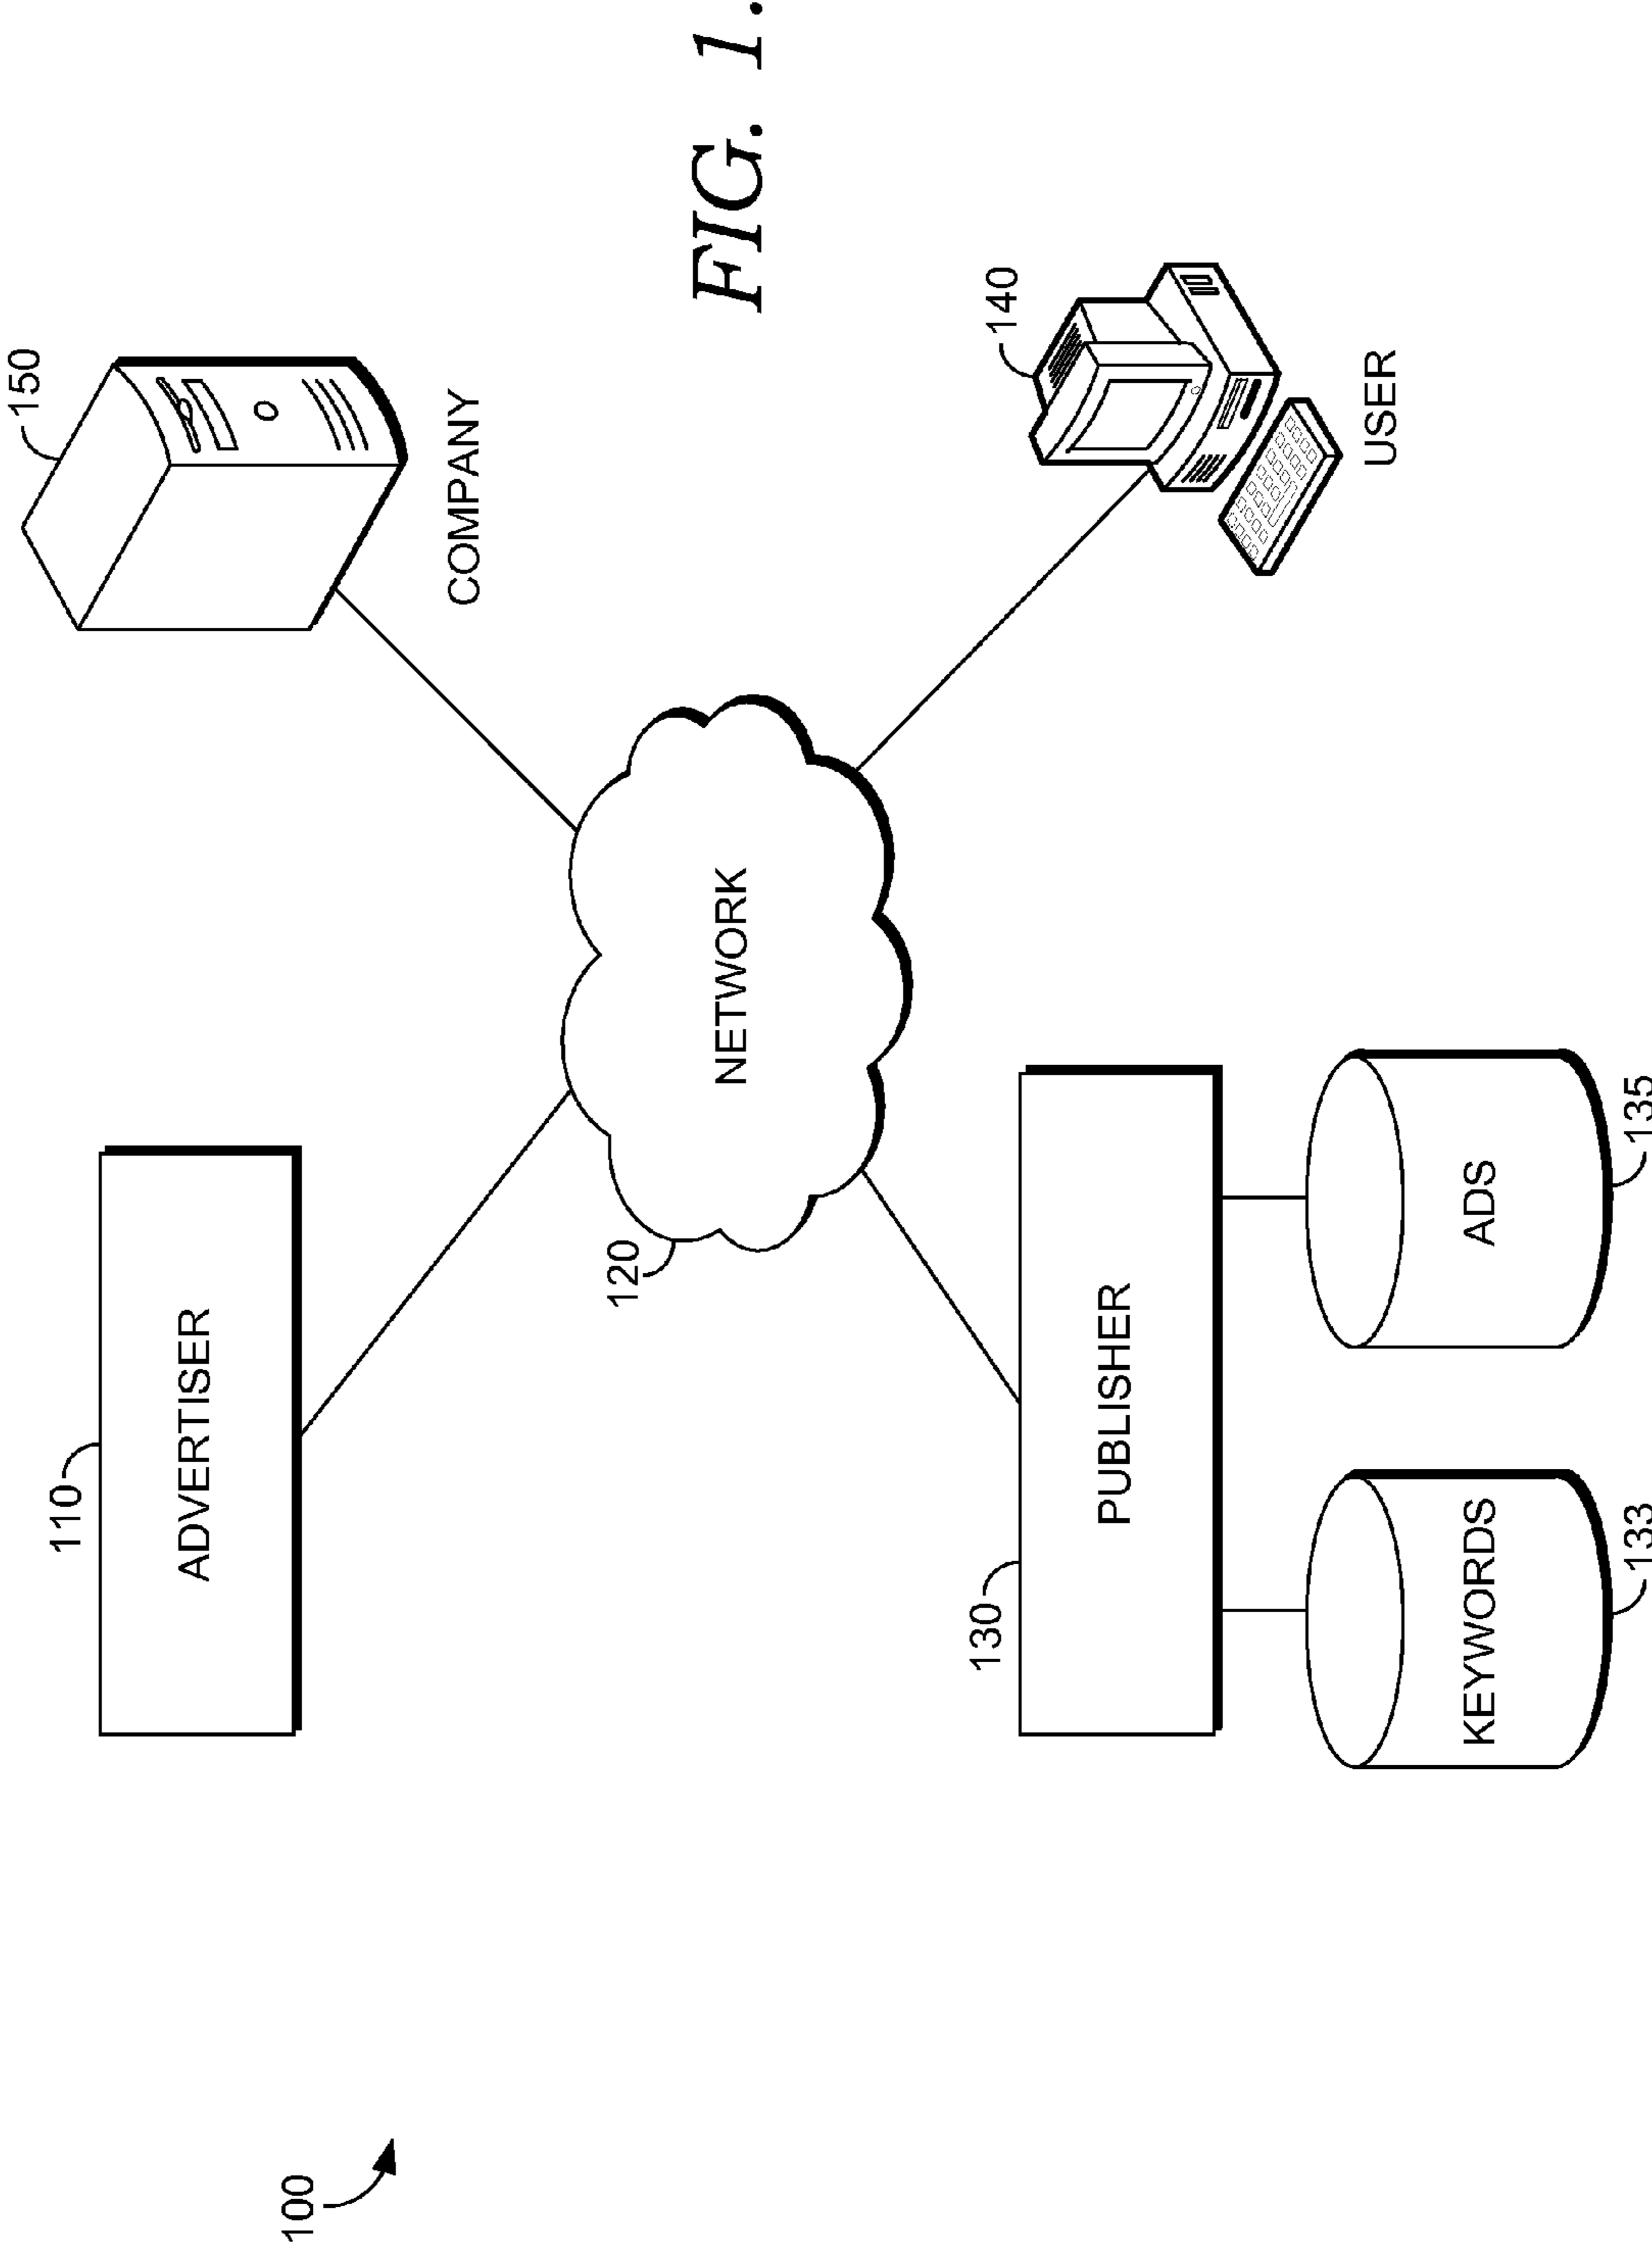 100
110
ADVERTISER
150
COMPANY
120
NETWORK
130
PUBLISHER
KEYWORDS
133
ADS
135
140
USER
FIG. 1.